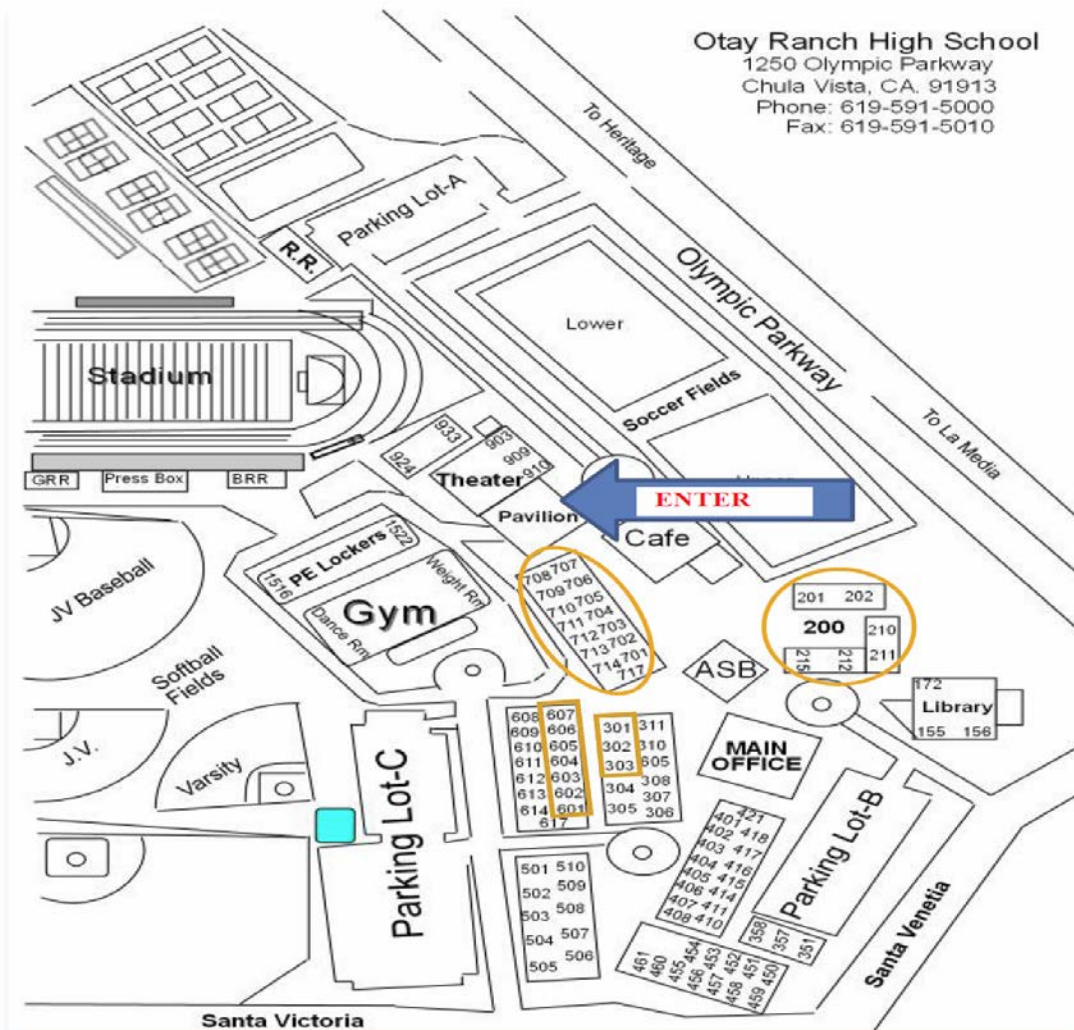 Otay Ranch High School
1250 Olympic Parkway
Chula Vista, CA. 91913
Phone: 619-591-5000
Fax: 619-591-5010
To Heritage
Parking Lot-A
R.R.
Olympic Parkway
Lower
Stadium
Soccer Fields
To La Media
933
903
924
909
910
Theater
GRR
Press Box
BRR
ENTER
Pavilion
Cafe
1522
PE Lockers
1516
Weight Rm
Gym
Dance Rm
JV Baseball
708 707
709 706
710 705
711 704
712 703
713 702
714 701
717
201 202
200
210
215 212 211
ASB
Softball
Fields
172
Library
155 156
J.V.
Varsity
Parking Lot-C
608 607
609 606
610 605
611 604
612 603
613 602
614 601
617
301 311
302 310
303 605
304 308
305 307
306
MAIN
OFFICE
Parking Lot-B
421
401 418
402 417
403
404 416
405 415
406 414
407 411
408 410
501 510
502 509
503 508
504 507
505 506
358 357 351
461 460 455 454 456 453 457 452 458 451 459 450
Santa Venetia
Santa Victoria